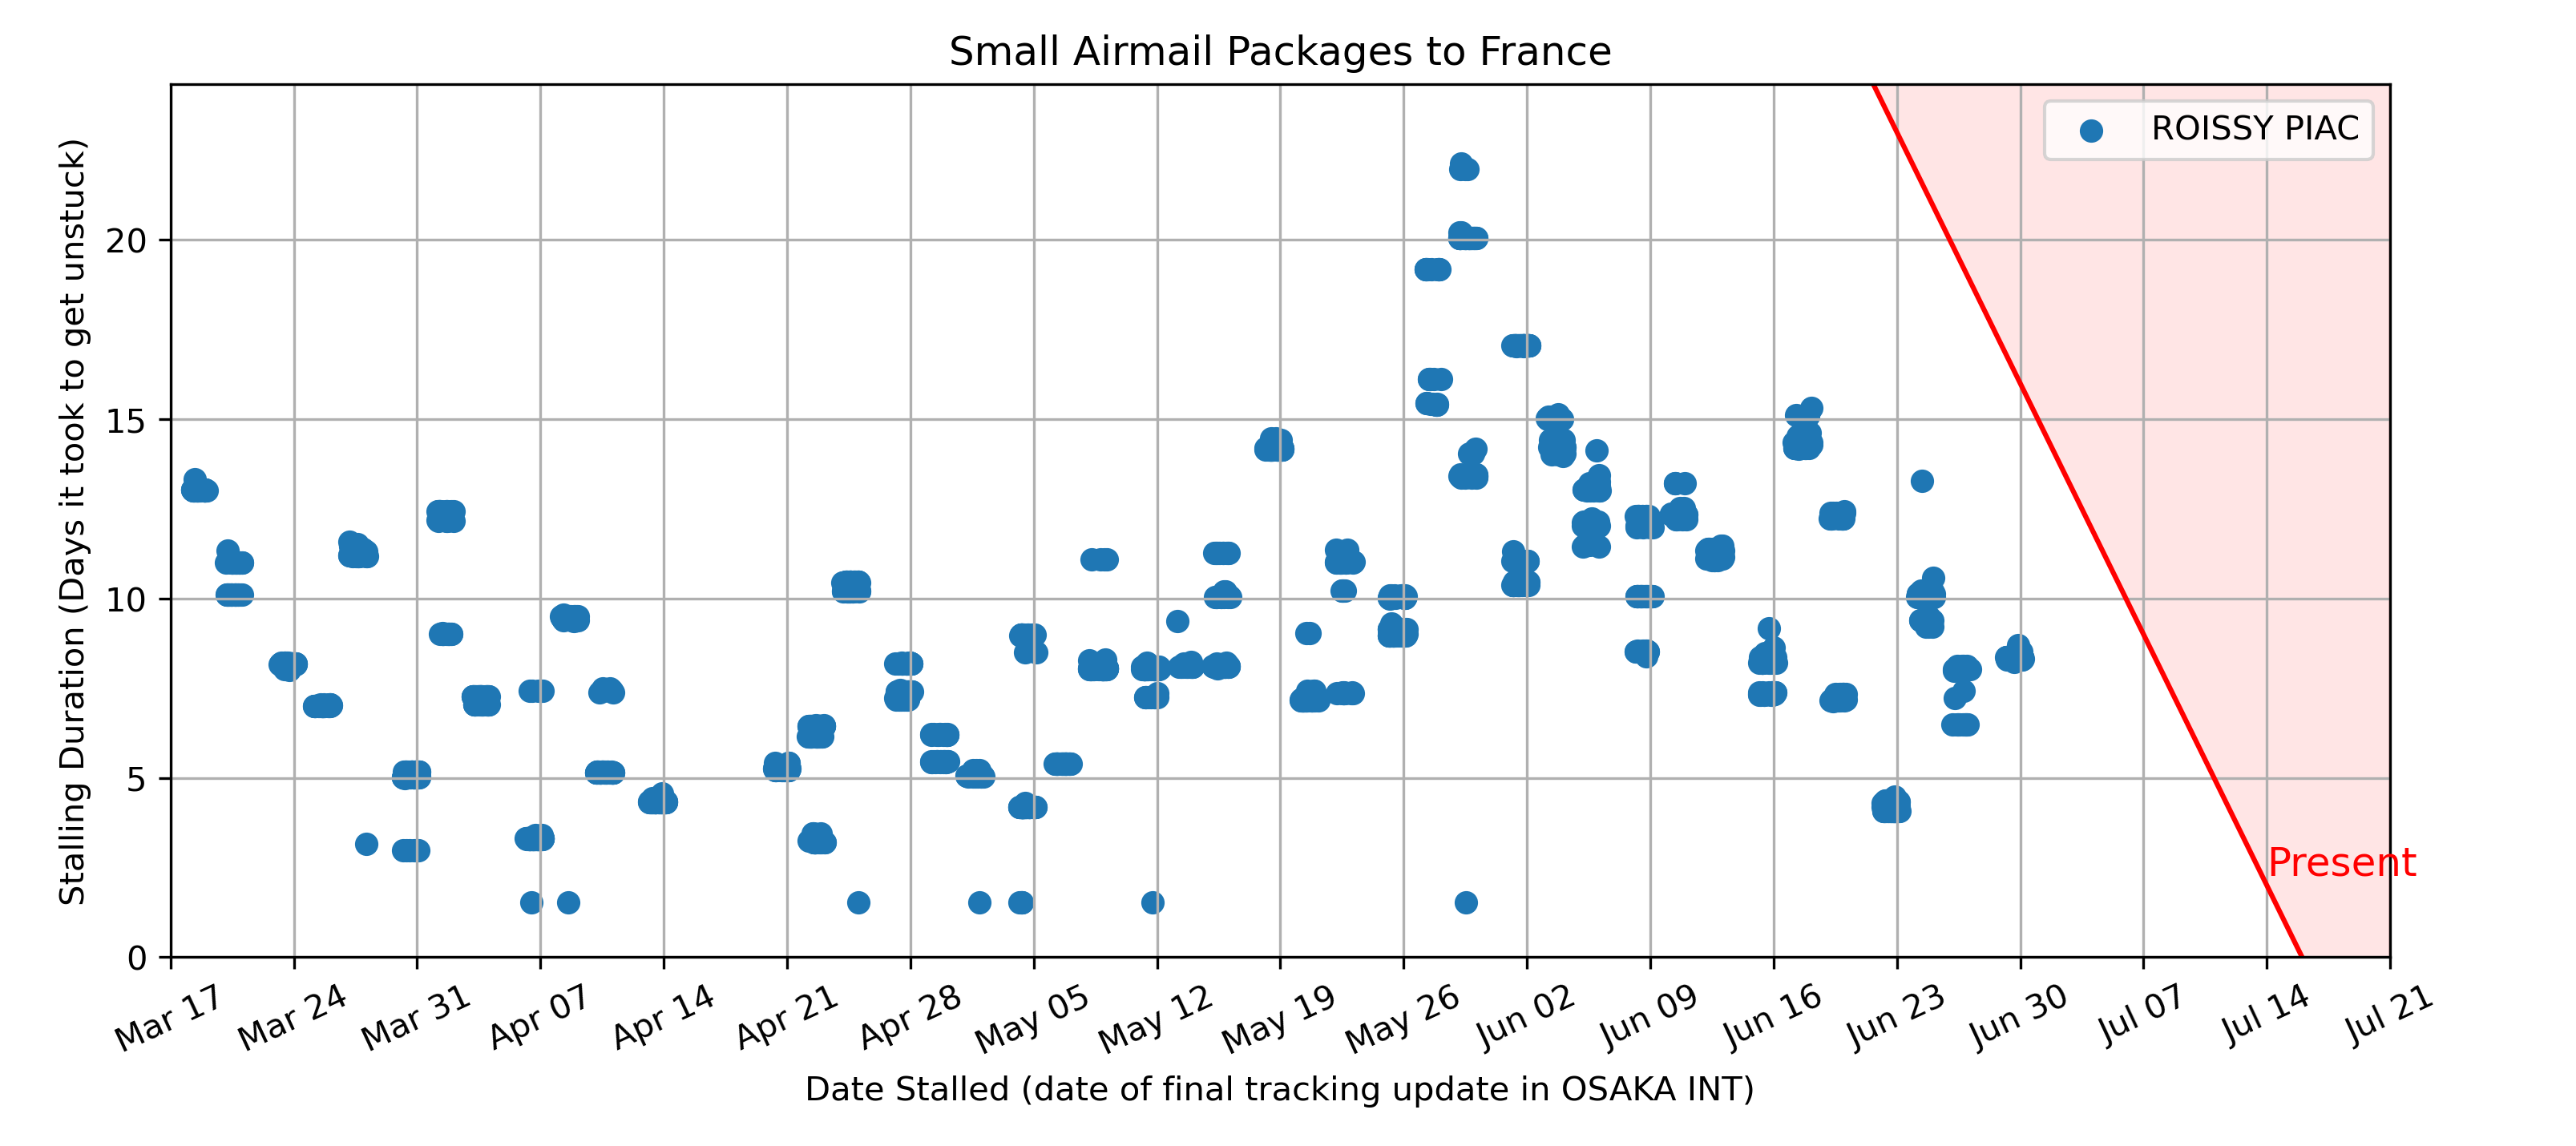 Small Airmail Packages to France
ROISSY PIAC
Stalling Duration (Days it took to get unstuck)
20
15
10
5
0
Present
Mar 17
Mar 24
Mar 31
Apr 07
Apr 14
Apr 21
Apr 28
May 05
May 12
May 19
May 26
Jun 02
Jun 09
Jun 16
Jun 23
Jun 30
Jul 07
Jul 14
Jul 21
Date Stalled (date of final tracking update in OSAKA INT)